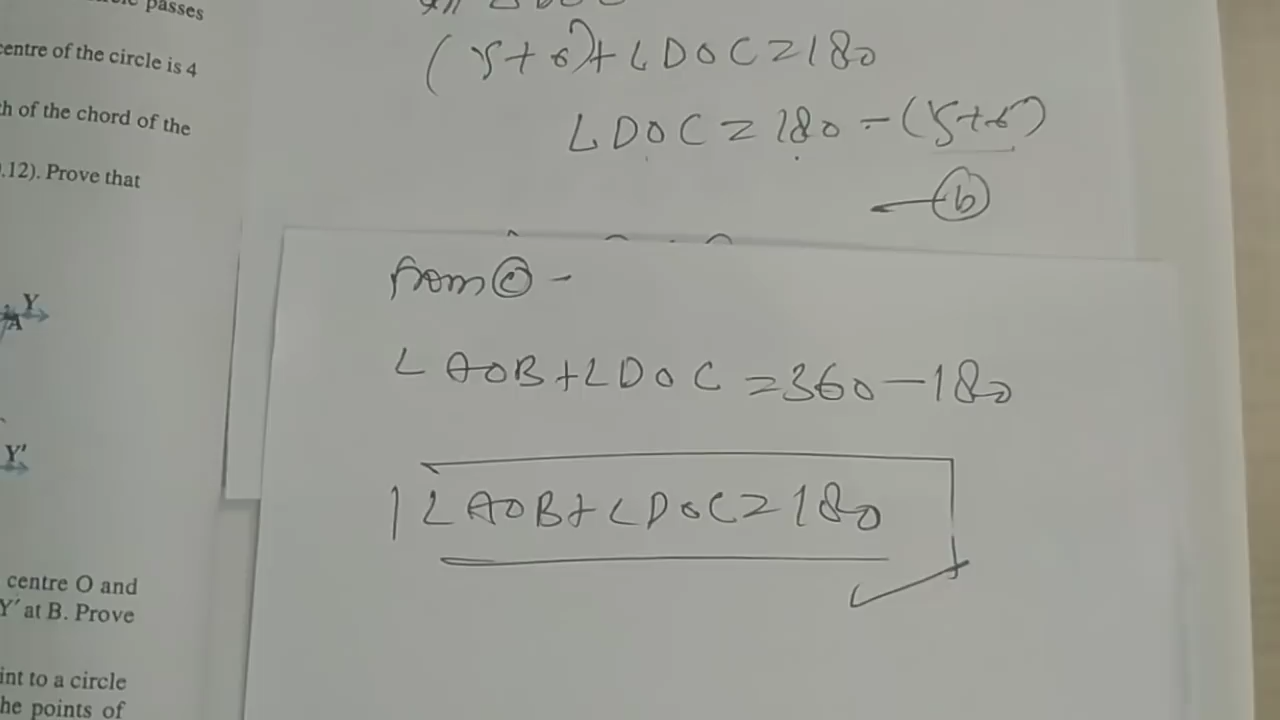 passes
centre of the circle is 4
th of the chord of the
.12). Prove that
Y
A
Y'
centre O and
Y' at B. Prove
int to a circle
he points of
(5+6)+∠DOC=180
∠DOC=180-(5+6)
b
from c -
∠AOB+∠DOC=360-180
∠AOB+∠DOC=180